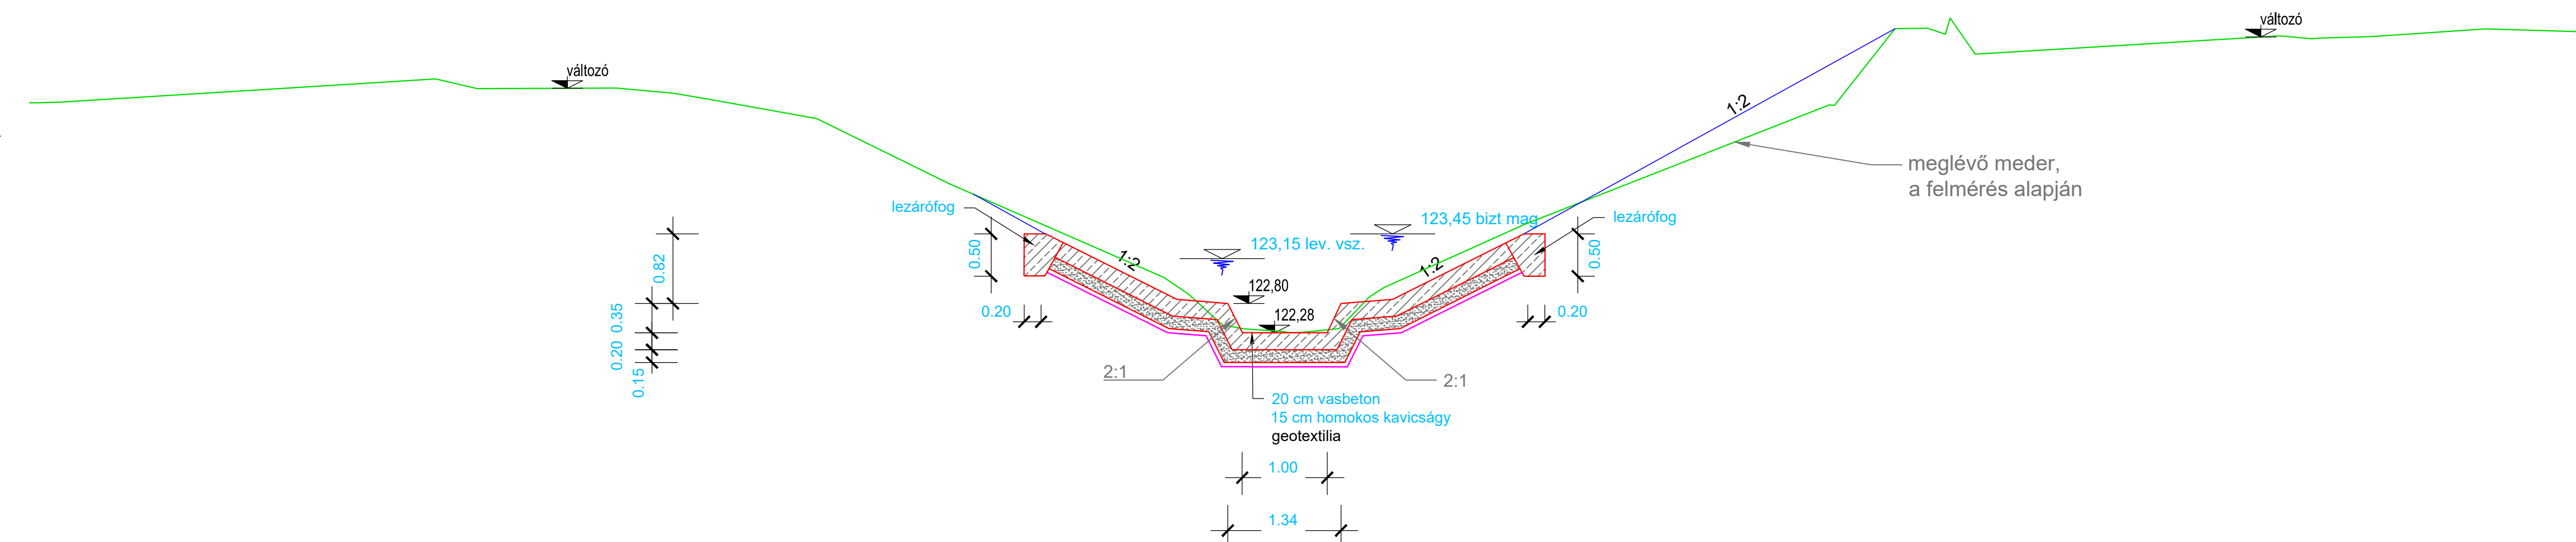 változó
változó
1:2
meglévő meder,
a felmérés alapján
lezárófog
123,45 bizt mag
lezárófog
123,15 lev. vsz.
0.50
0.82
1:2
1:2
0.50
122,80
0.20
122,28
0.20
0.35
0.20
0.15
2:1
2:1
20 cm vasbeton
15 cm homokos kavicságy
geotextilia
1.00
1.34